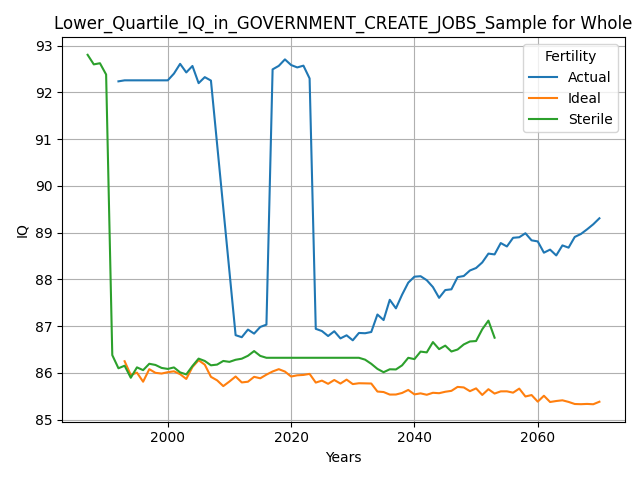 Lower_Quartile_IQ_in_GOVERNMENT_CREATE_JOBS_Sample for Whole
Fertility
Actual
Ideal
Sterile
93
92
91
90
89
88
87
86
85
IQ
2000
2020
2040
2060
Years